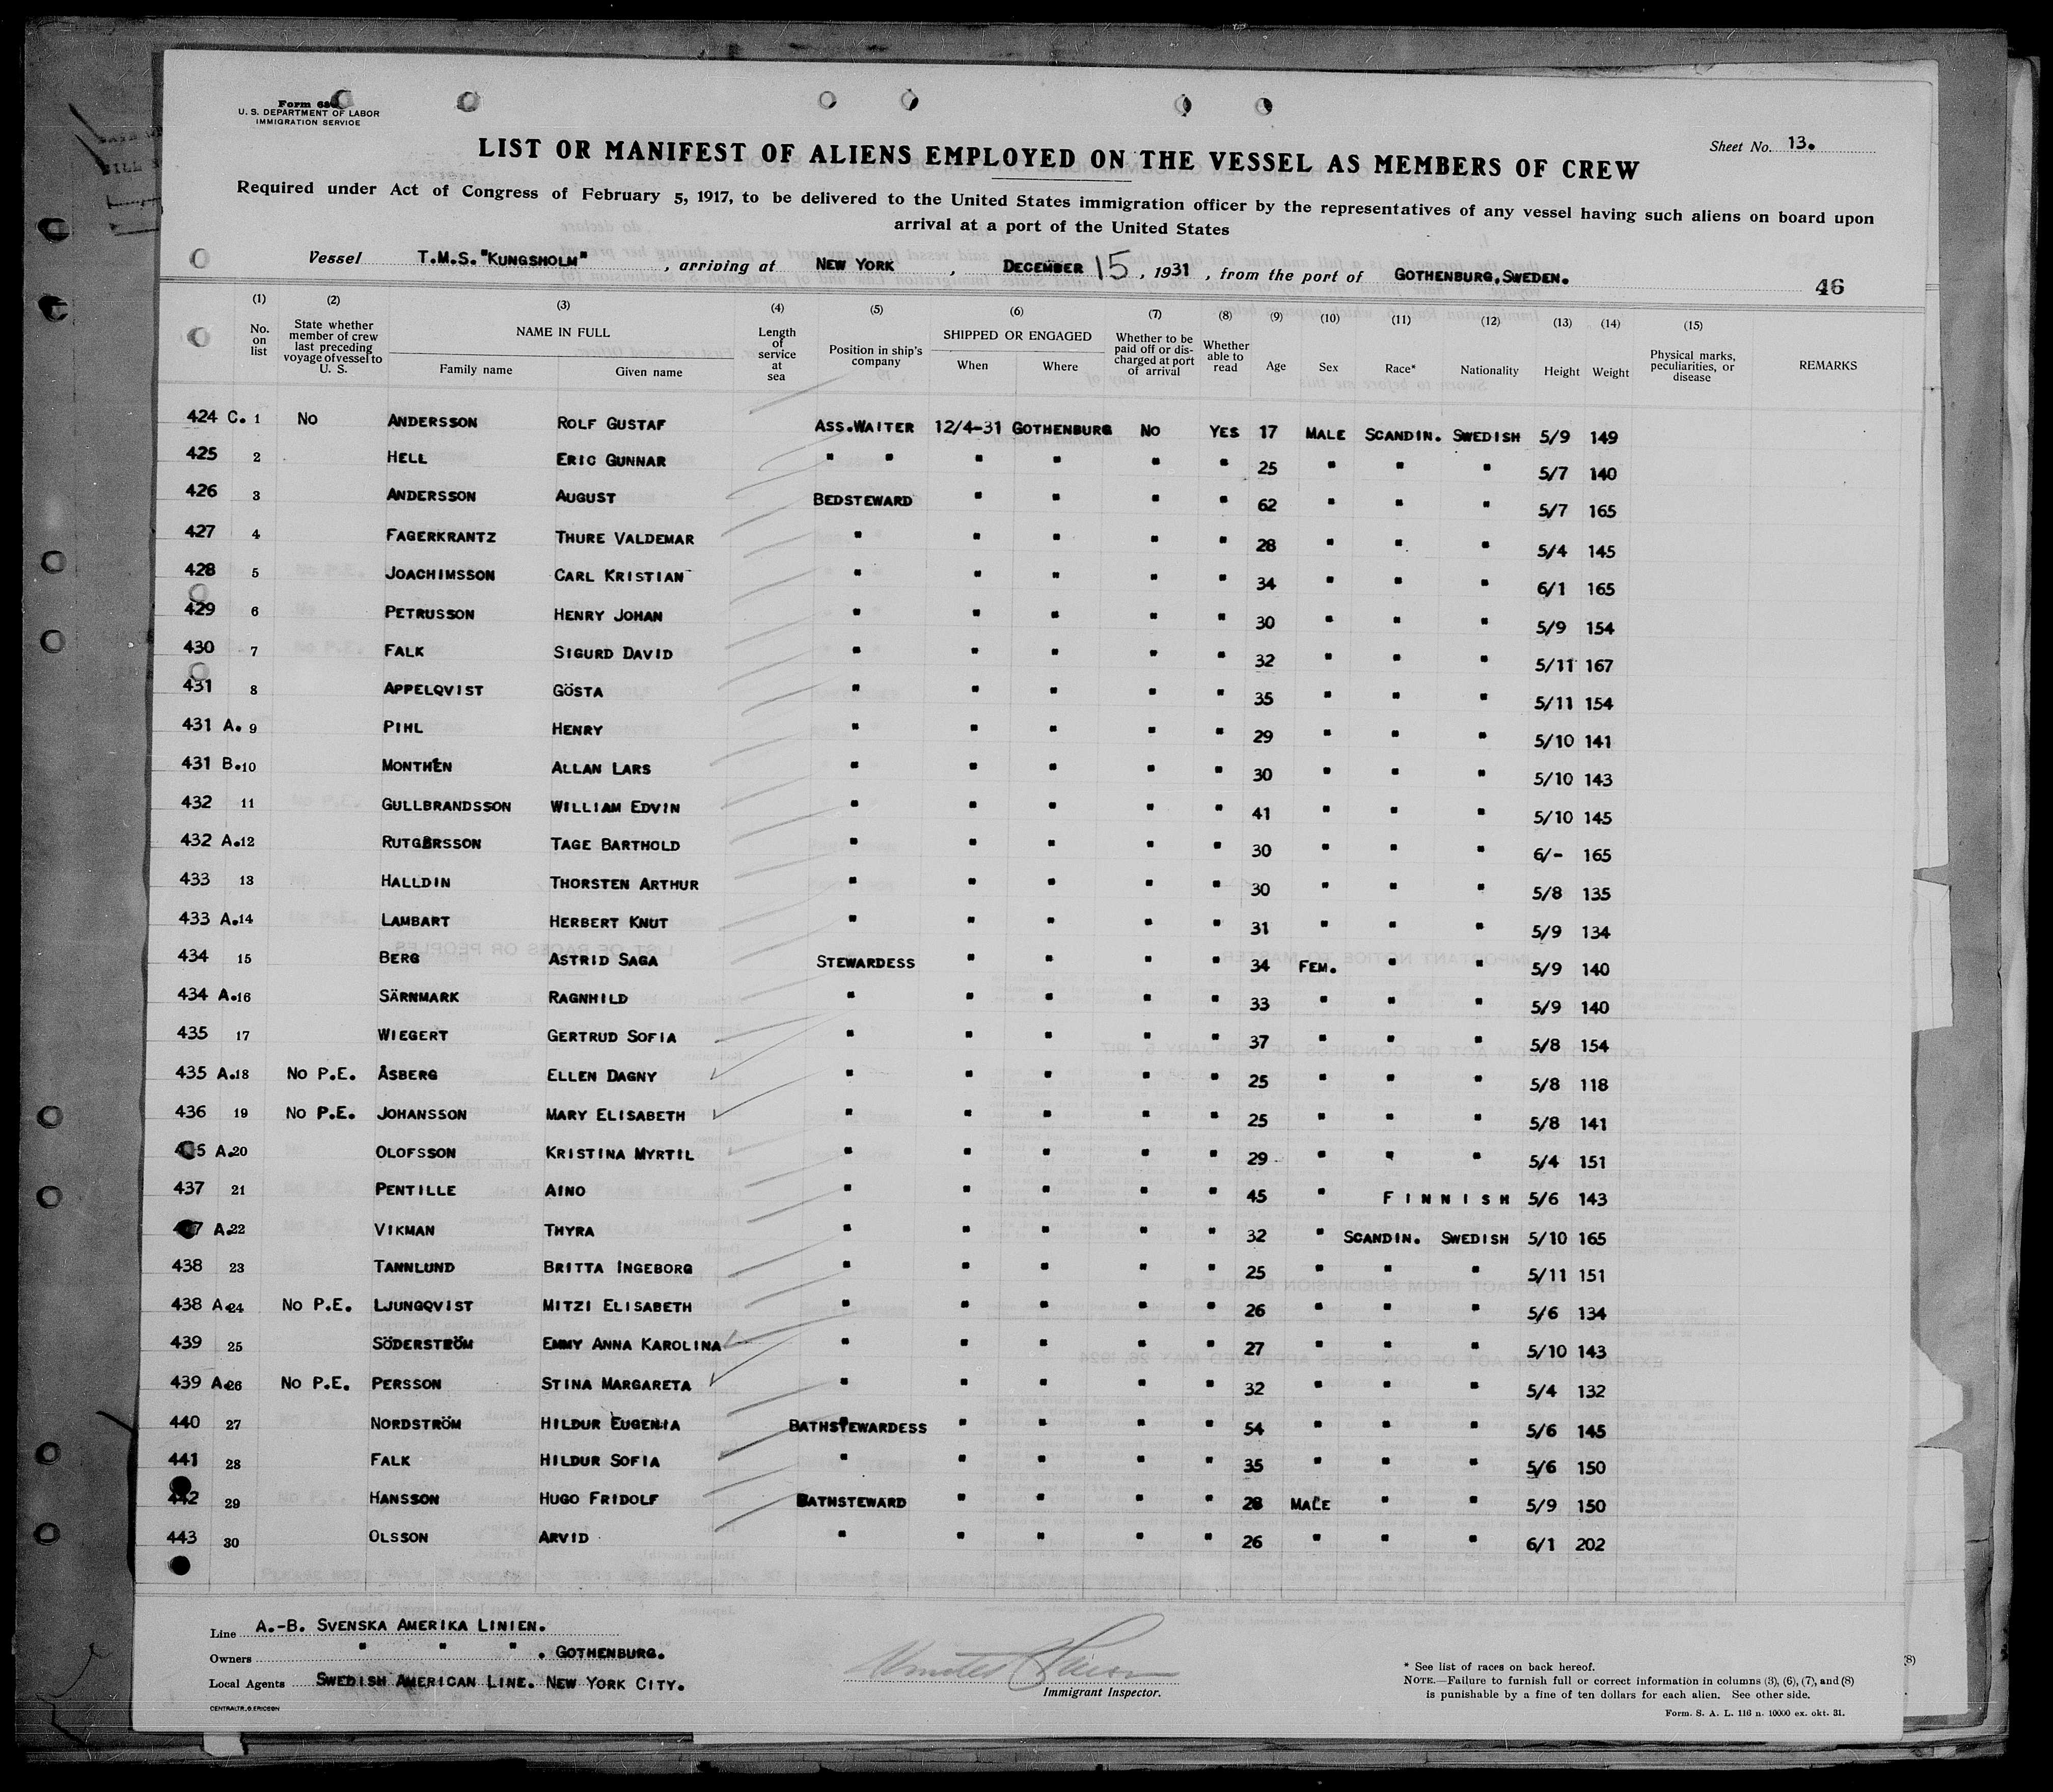 Form 680
U. S. DEPARTMENT OF LABOR
IMMIGRATION SERVICE
Sheet No. 13.
LIST OR MANIFEST OF ALIENS EMPLOYED ON THE VESSEL AS MEMBERS OF CREW
Required under Act of Congress of February 5, 1917, to be delivered to the United States immigration officer by the representatives of any vessel having such aliens on board upon
arrival at a port of the United States
Vessel T.M.S."KUNGSHOLM", arriving at NEW YORK, DECEMBER 15, 1931, from the port of GOTHENBURG,SWEDEN.
46
(1) No. on list (2) State whether member of crew last preceding voyage of vessel to U. S. (3) NAME IN FULL Family name Given name (4) Length of service at sea (5) Position in ship's company (6) SHIPPED OR ENGAGED When Where (7) Whether to be paid off or discharged at port of arrival (8) Whether able to read (9) Age (10) Sex (11) Race* (12) Nationality (13) Height (14) Weight (15) Physical marks, peculiarities, or disease REMARKS
424 C. 1 NO ANDERSSON ROLF GUSTAF ASS.WAITER 12/4-31 GOTHENBURG NO YES 17 MALE SCANDIN. SWEDISH 5/9 149
425 2 HELL ERIC GUNNAR " " " " " " 25 " " " 5/7 140
426 3 ANDERSSON AUGUST BEDSTEWARD " " " " 62 " " " 5/7 165
427 4 FAGERKRANTZ THURE VALDEMAR " " " " " 28 " " " 5/4 145
428 5 JOACHIMSSON CARL KRISTIAN " " " " " 34 " " " 6/1 165
429 6 PETRUSSON HENRY JOHAN " " " " " 30 " " " 5/9 154
430 7 FALK SIGURD DAVID " " " " " 32 " " " 5/11 167
431 8 APPELQVIST GÖSTA " " " " " 35 " " " 5/11 154
431 A. 9 PIHL HENRY " " " " " 29 " " " 5/10 141
431 B. 10 MONTHÉN ALLAN LARS " " " " " 30 " " " 5/10 143
432 11 GULLBRANDSSON WILLIAM EDVIN " " " " " 41 " " " 5/10 145
432 A. 12 RUTGERSSON TAGE BARTHOLD " " " " " 30 " " " 6/- 165
433 13 HALLDIN THORSTEN ARTHUR " " " " " 30 " " " 5/8 135
433 A. 14 LAMBART HERBERT KNUT " " " " " 31 " " " 5/9 134
434 15 BERG ASTRID SAGA STEWARDESS " " " " 34 FEM. " " 5/9 140
434 A. 16 SÄRNMARK RAGNHILD " " " " " 33 " " " 5/9 140
435 17 WIEGERT GERTRUD SOFIA " " " " " 37 " " " 5/8 154
435 A. 18 NO P.E. ÅSBERG ELLEN DAGNY " " " " " 25 " " " 5/8 118
436 19 NO P.E. JOHANSSON MARY ELISABETH " " " " " 25 " " " 5/8 141
A. 20 OLOFSSON KRISTINA MYRTIL " " " " " 29 " " " 5/4 151
437 21 PENTILLE AINO " " " " " 45 " FINNISH 5/6 143
A. 22 VIKMAN THYRA " " " " " 32 " SCANDIN. SWEDISH 5/10 165
438 23 TANNLUND BRITTA INGEBORG " " " " " 25 " " " 5/11 151
438 A. 24 NO P.E. LJUNGQVIST MITZI ELISABETH " " " " " 26 " " " 5/6 134
439 25 SÖDERSTRÖM EMMY ANNA KAROLINA " " " " " 27 " " " 5/10 143
439 A. 26 NO P.E. PERSSON STINA MARGARETA " " " " " 32 " " " 5/4 132
440 27 NORDSTRÖM HILDUR EUGENIA BATHSTEWARDESS " " " " 54 " " " 5/6 145
441 28 FALK HILDUR SOFIA " " " " " 35 " " " 5/6 150
442 29 HANSSON HUGO FRIDOLF BATHSTEWARD " " " " 28 MALE " " 5/9 150
443 30 OLSSON ARVID " " " " " 26 " " " 6/1 202
Line A.-B. SVENSKA AMERIKA LINIEN.
Owners " " " . GOTHENBURG.
Local Agents SWEDISH AMERICAN LINE. NEW YORK CITY.
CENTRALTR.G.ERICSON
Immigrant Inspector.
* See list of races on back hereof.
NOTE.—Failure to furnish full or correct information in columns (3), (6), (7), and (8)
is punishable by a fine of ten dollars for each alien. See other side.
Form. S. A. L. 116 n. 10000 ex. okt. 31.